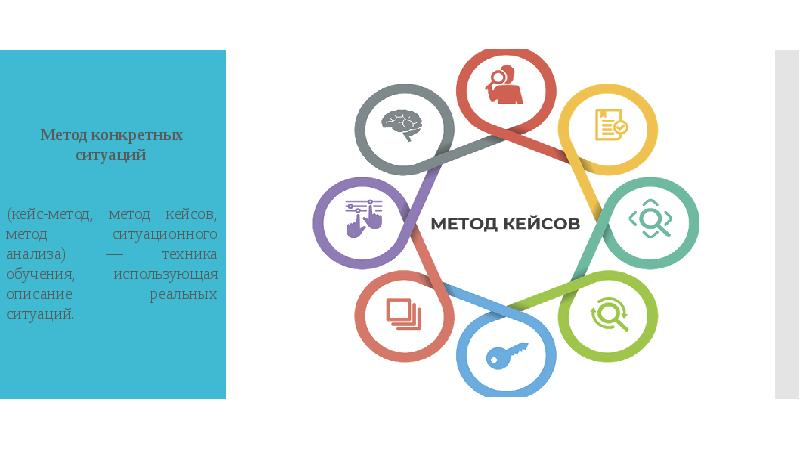 Метод конкретных
ситуаций
(кейс-метод, метод кейсов,
метод ситуационного
анализа) — техника
обучения, использующая
описание реальных
ситуаций.
МЕТОД КЕЙСОВ